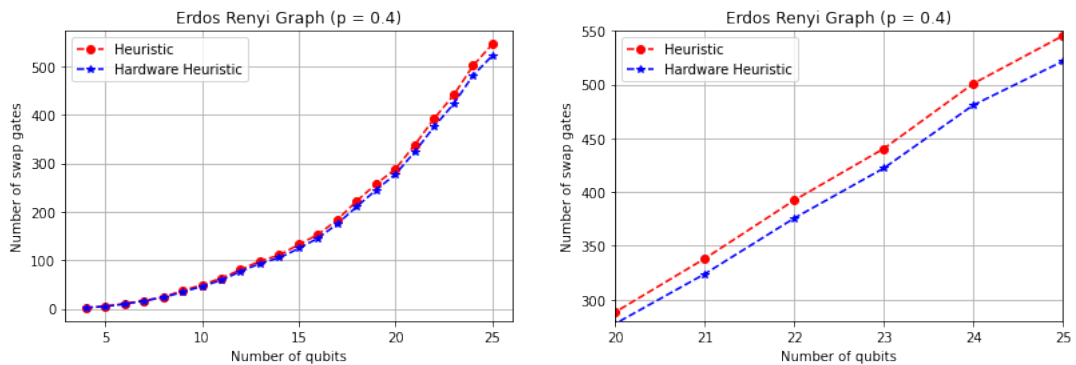 Erdos Renyi Graph (p = 0.4)
Heuristic
Hardware Heuristic
Number of swap gates
500
400
300
200
100
0
5
10
15
20
25
Number of qubits
Erdos Renyi Graph (p = 0.4)
Heuristic
Hardware Heuristic
Number of swap gates
550
500
450
400
350
300
20
21
22
23
24
25
Number of qubits